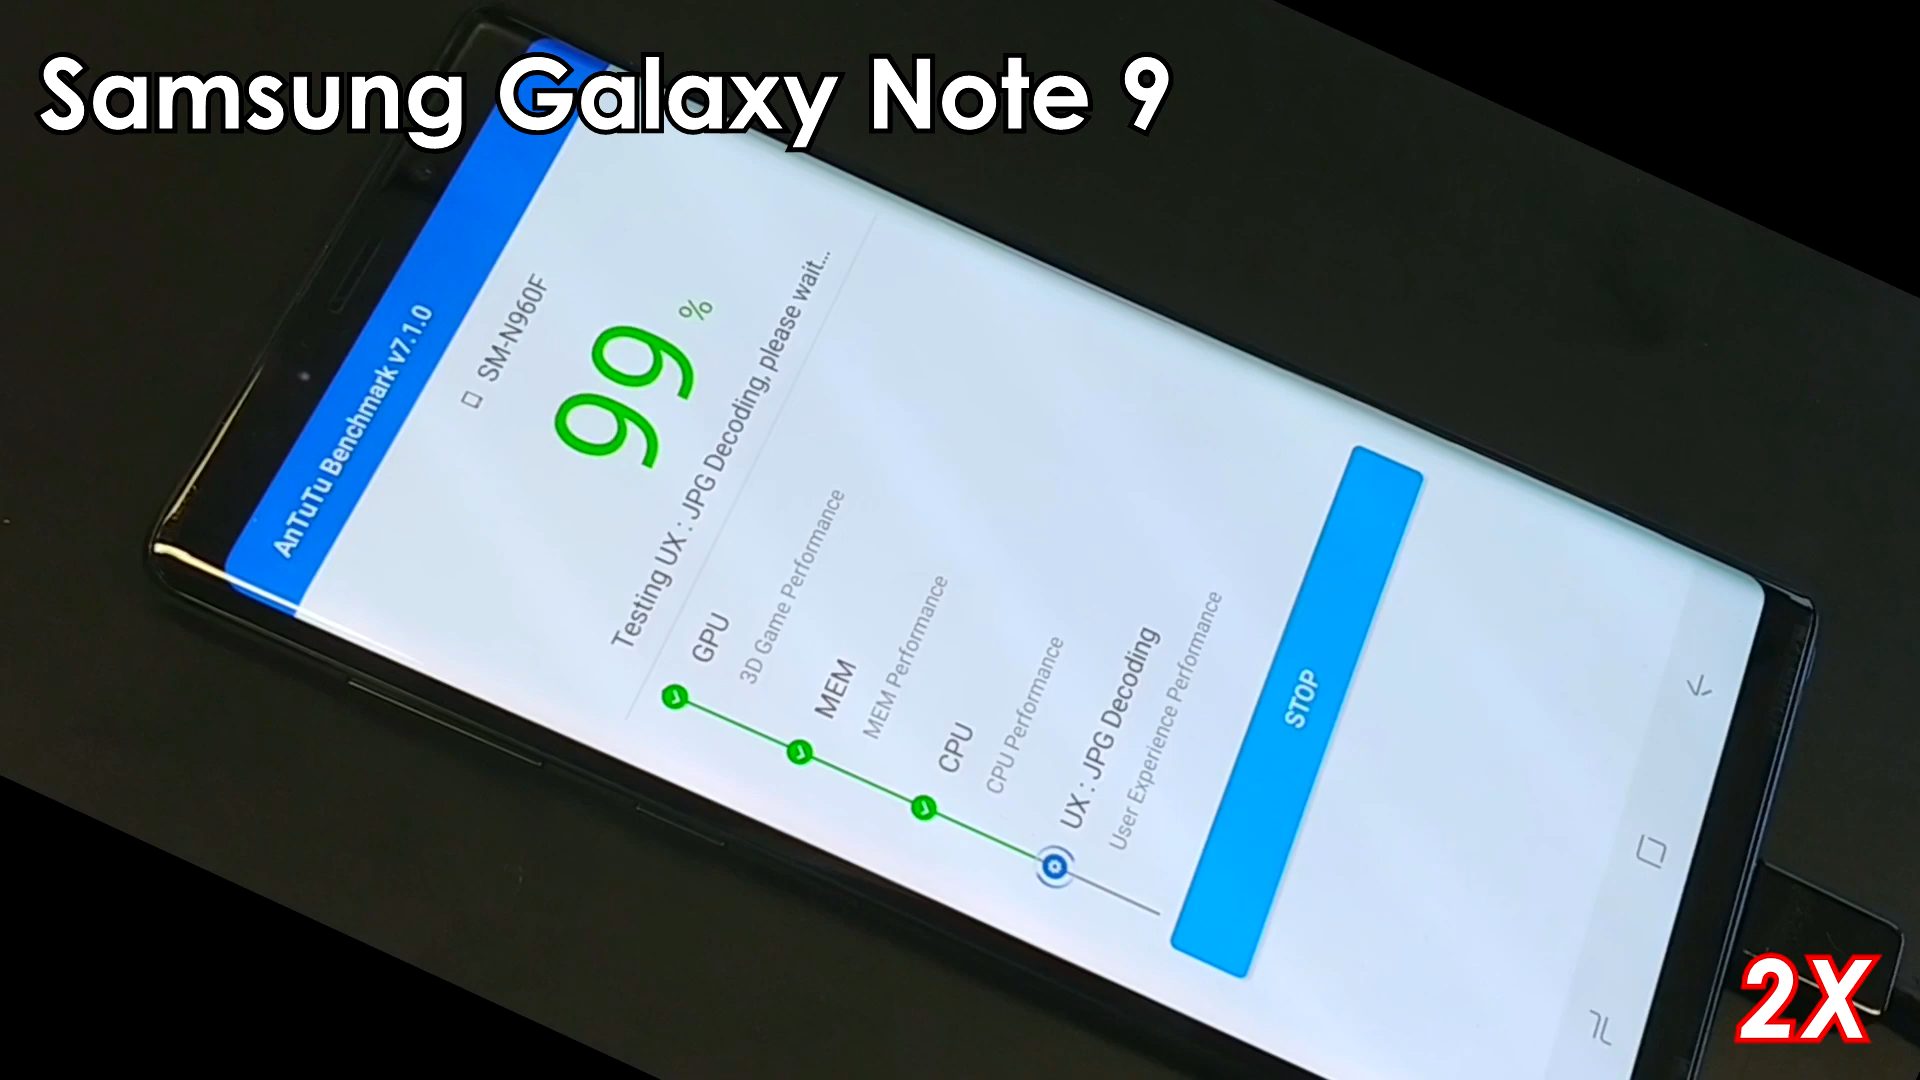 Samsung Galaxy Note 9
AnTuTu Benchmark v7.1.0
SM-N960F
99 %
Testing UX : JPG Decoding, please wait...
GPU
3D Game Performance
MEM
MEM Performance
CPU
CPU Performance
UX : JPG Decoding
User Experience Performance
STOP
2X